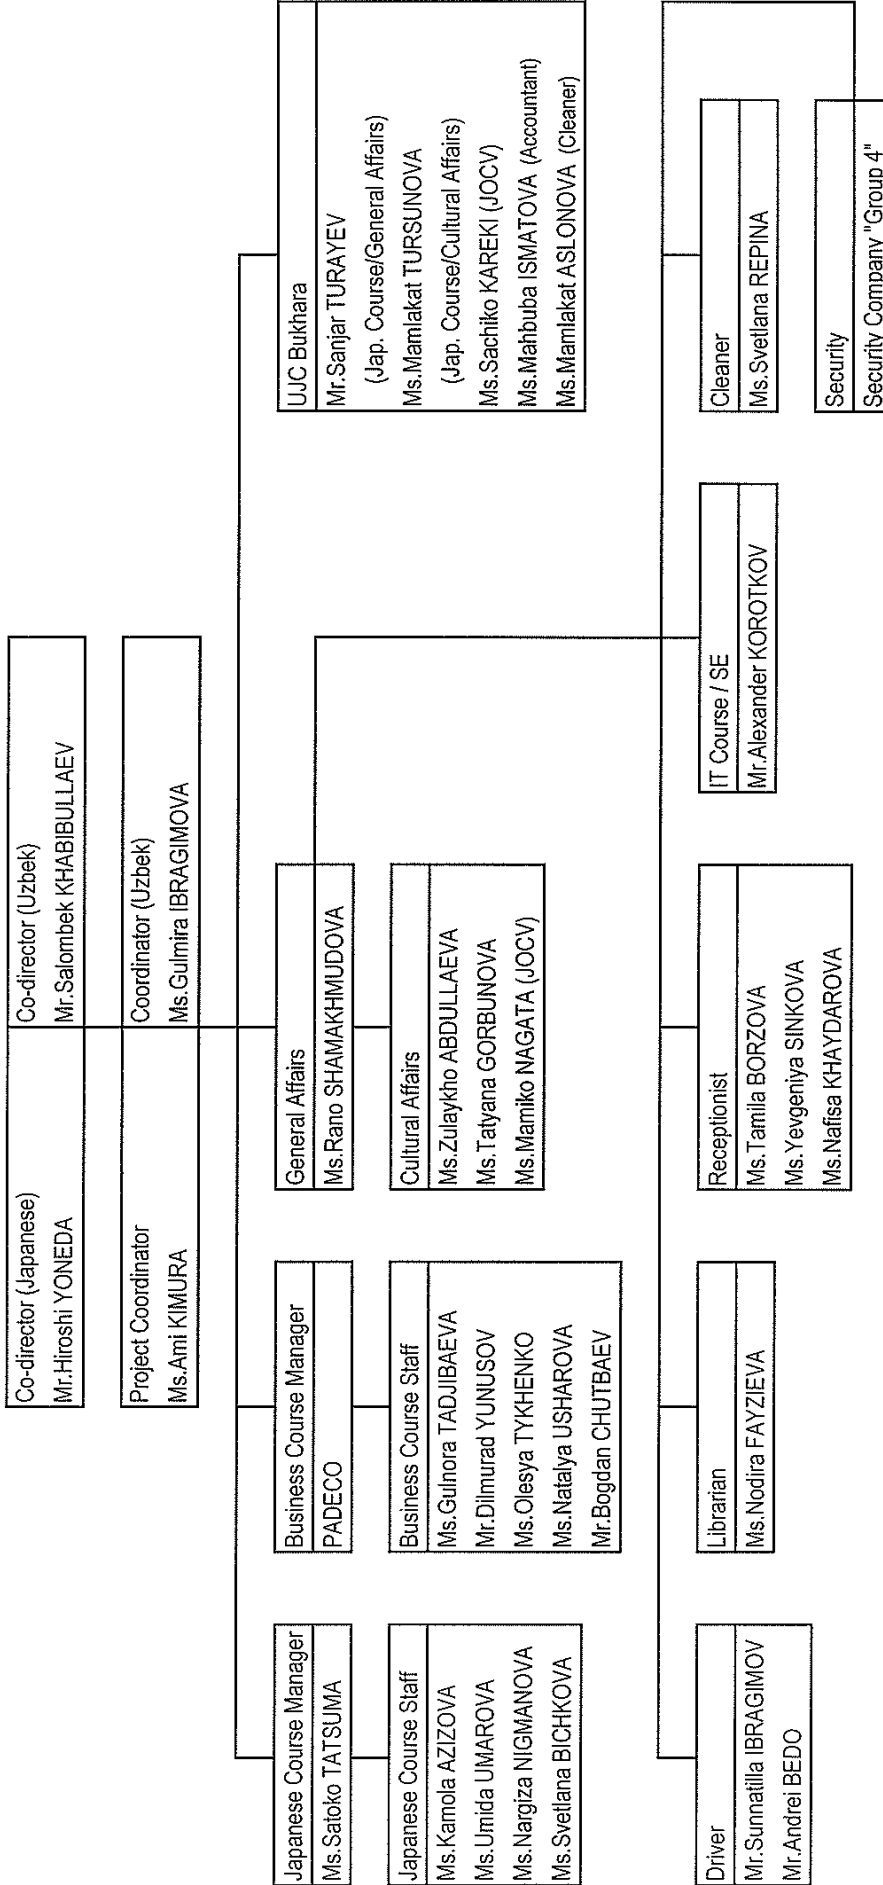 Co-director (Japanese)
Mr.Hiroshi YONEDA
Co-director (Uzbek)
Mr.Salombek KHABIBULLAEV
Project Coordinator
Ms.Ami KIMURA
Coordinator (Uzbek)
Ms.Gulmira IBRAGIMOVA
Japanese Course Manager
Ms.Satoko TATSUMA
Japanese Course Staff
Ms.Kamola AZIZOVA
Ms.Umida UMAROVA
Ms.Nargiza NIGMANOVA
Ms.Svetlana BICHKOVA
Business Course Manager
PADECO
Business Course Staff
Ms.Gulnora TADJIBAEVA
Mr.Dilmurad YUNUSOV
Ms.Olesya TYKHENKO
Ms.Natalya USHAROVA
Mr.Bogdan CHUTBAEV
General Affairs
Ms.Rano SHAMAKHMUDOVA
Cultural Affairs
Ms.Zulaykho ABDULLAEVA
Ms.Tatyana GORBUNOVA
Ms.Mamiko NAGATA (JOCV)
UJC Bukhara
Mr.Sanjar TURAYEV
(Jap. Course/General Affairs)
Ms.Mamlakat TURSUNOVA
(Jap. Course/Cultural Affairs)
Ms.Sachiko KAREKI (JOCV)
Ms.Mahbuba ISMATOVA (Accountant)
Ms.Mamlakat ASLONOVA (Cleaner)
Driver
Mr.Sunnatilla IBRAGIMOV
Mr.Andrei BEDO
Librarian
Ms.Nodira FAYZIEVA
Receptionist
Ms.Tamila BORZOVA
Ms.Yevgeniya SINKOVA
Ms.Nafisa KHAYDAROVA
IT Course / SE
Mr.Alexander KOROTKOV
Cleaner
Ms.Svetlana REPINA
Security
Security Company "Group 4"